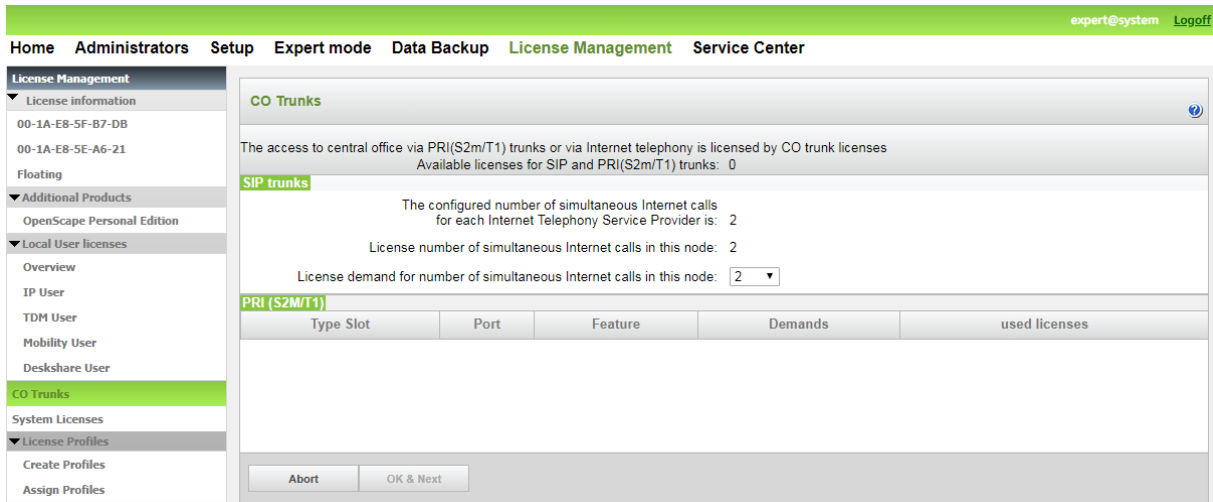 expert@system Logoff
Home Administrators Setup Expert mode Data Backup License Management Service Center
License Management
License information
00-1A-E8-5F-B7-DB
00-1A-E8-5E-A6-21
Floating
Additional Products
OpenScape Personal Edition
Local User licenses
Overview
IP User
TDM User
Mobility User
Deskshare User
CO Trunks
System Licenses
License Profiles
Create Profiles
Assign Profiles
CO Trunks
The access to central office via PRI(S2m/T1) trunks or via Internet telephony is licensed by CO trunk licenses
Available licenses for SIP and PRI(S2m/T1) trunks: 0
SIP trunks
The configured number of simultaneous Internet calls
for each Internet Telephony Service Provider is: 2
License number of simultaneous Internet calls in this node: 2
License demand for number of simultaneous Internet calls in this node: 2
PRI (S2M/T1)
Type Slot Port Feature Demands used licenses
Abort OK & Next